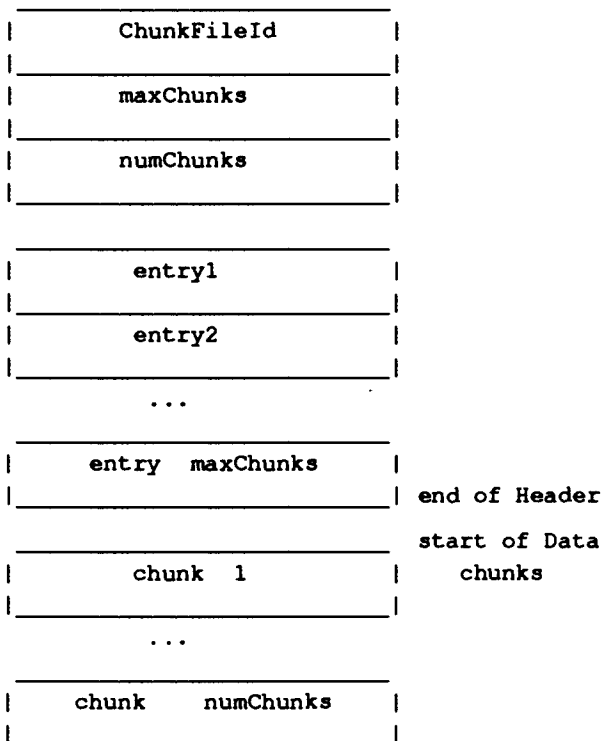 ChunkFileId
maxChunks
numChunks
entry1
entry2
...
entry maxChunks
end of Header
start of Data
chunk 1 chunks
...
chunk numChunks